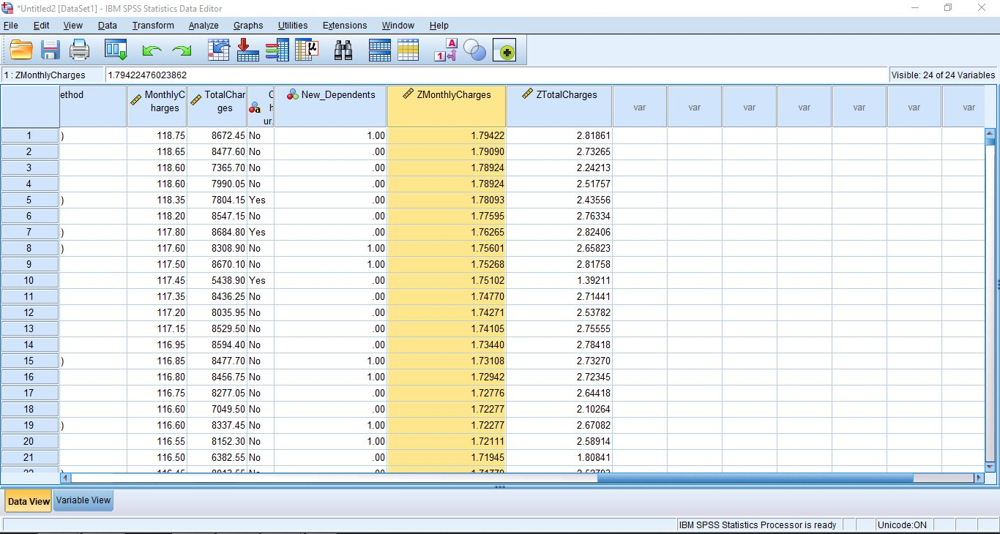 *Untitled2 [DataSet1] - IBM SPSS Statistics Data Editor
File Edit View Data Transform Analyze Graphs Utilities Extensions Window Help
1 : ZMonthlyCharges 1.79422476023862 Visible: 24 of 24 Variables
ethod MonthlyC harges TotalChar ges C h ur New_Dependents ZMonthlyCharges ZTotalCharges var var var var var var var
1 ) 118.75 8672.45 No 1.00 1.79422 2.81861
2 118.65 8477.60 No .00 1.79090 2.73265
3 118.60 7365.70 No .00 1.78924 2.24213
4 118.60 7990.05 No .00 1.78924 2.51757
5 ) 118.35 7804.15 Yes .00 1.78093 2.43556
6 118.20 8547.15 No .00 1.77595 2.76334
7 ) 117.80 8684.80 Yes .00 1.76265 2.82406
8 ) 117.60 8308.90 No 1.00 1.75601 2.65823
9 117.50 8670.10 No 1.00 1.75268 2.81758
10 117.45 5438.90 Yes .00 1.75102 1.39211
11 117.35 8436.25 No .00 1.74770 2.71441
12 117.20 8035.95 No .00 1.74271 2.53782
13 117.15 8529.50 No .00 1.74105 2.75555
14 116.95 8594.40 No .00 1.73440 2.78418
15 ) 116.85 8477.70 No 1.00 1.73108 2.73270
16 116.80 8456.75 No 1.00 1.72942 2.72345
17 116.75 8277.05 No .00 1.72776 2.64418
18 116.60 7049.50 No .00 1.72277 2.10264
19 ) 116.60 8337.45 No 1.00 1.72277 2.67082
20 116.55 8152.30 No 1.00 1.72111 2.58914
21 116.50 6382.55 No .00 1.71945 1.80841
Data View Variable View
IBM SPSS Statistics Processor is ready Unicode:ON